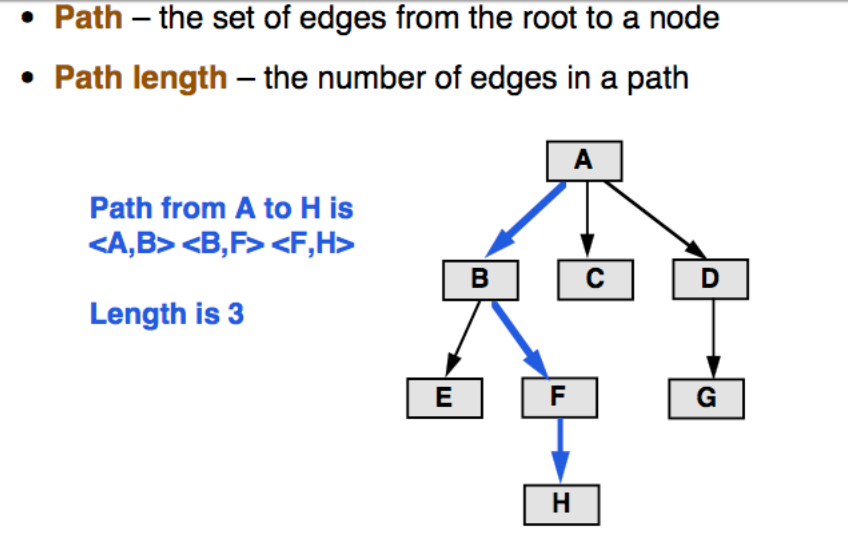 • Path – the set of edges from the root to a node
• Path length – the number of edges in a path
A
Path from A to H is
<A,B> <B,F> <F,H>
B C D
Length is 3
E F G
H